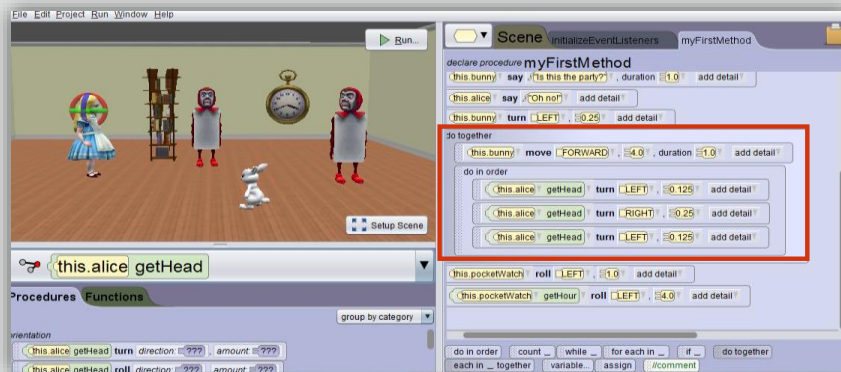 File Edit Project Run Window Help
Run...
Setup Scene
this.alice getHead
Procedures Functions
group by category
orientation
this.alice getHead turn direction: ??? , amount: ???
this.alice getHead roll direction: ??? , amount: ???
Scene initializeEventListeners myFirstMethod
declare procedure myFirstMethod
this.bunny say "Is this the party?" , duration 1.0 add detail
this.alice say "Oh no!" add detail
this.bunny turn LEFT , 0.25 add detail
do together
this.bunny move FORWARD , 4.0 , duration 1.0 add detail
do in order
this.alice getHead turn LEFT , 0.125 add detail
this.alice getHead turn RIGHT , 0.25 add detail
this.alice getHead turn LEFT , 0.125 add detail
this.pocketWatch roll LEFT , 1.0 add detail
this.pocketWatch getHour roll LEFT , 4.0 add detail
do in order count _ while _ for each in _ if _ do together
each in _ together variable... assign //comment